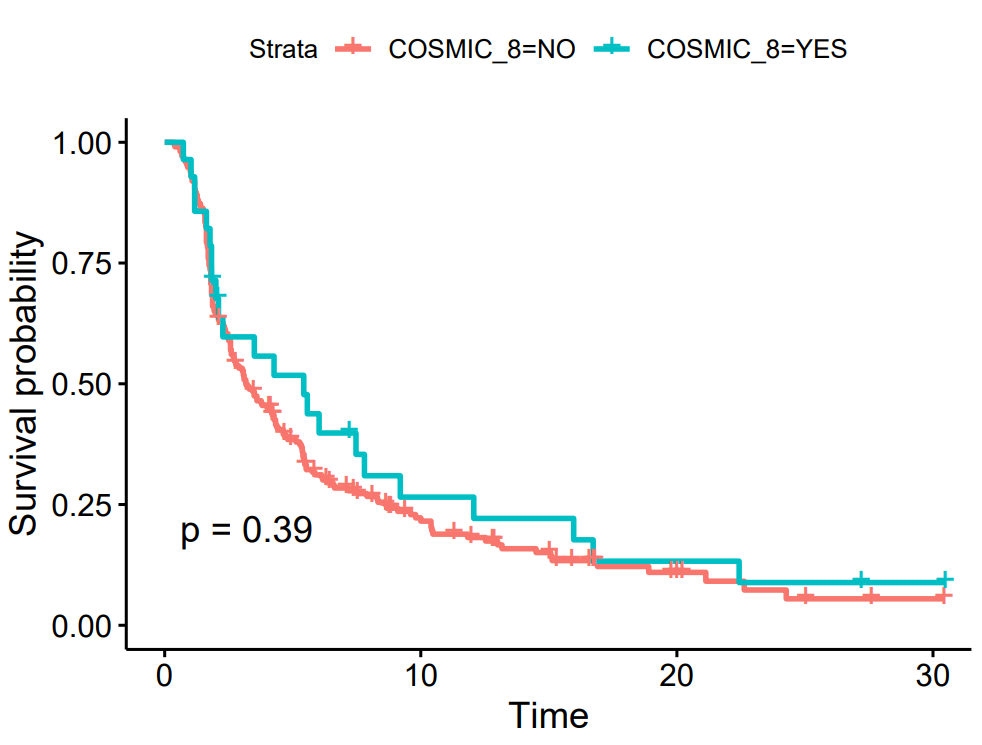 Strata COSMIC_8=NO COSMIC_8=YES
Survival probability
1.00
0.75
0.50
0.25
0.00
p = 0.39
0 10 20 30
Time